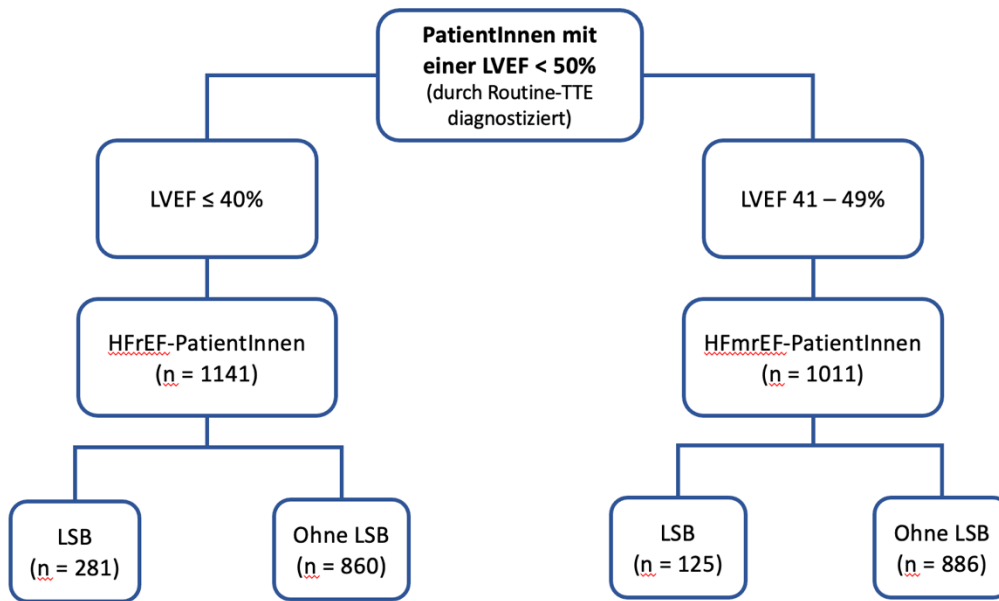 PatientInnen mit
einer LVEF < 50%
(durch Routine-TTE
diagnostiziert)
LVEF ≤ 40%
LVEF 41 – 49%
HFrEF-PatientInnen
(n = 1141)
HFmrEF-PatientInnen
(n = 1011)
LSB
(n = 281)
Ohne LSB
(n = 860)
LSB
(n = 125)
Ohne LSB
(n = 886)